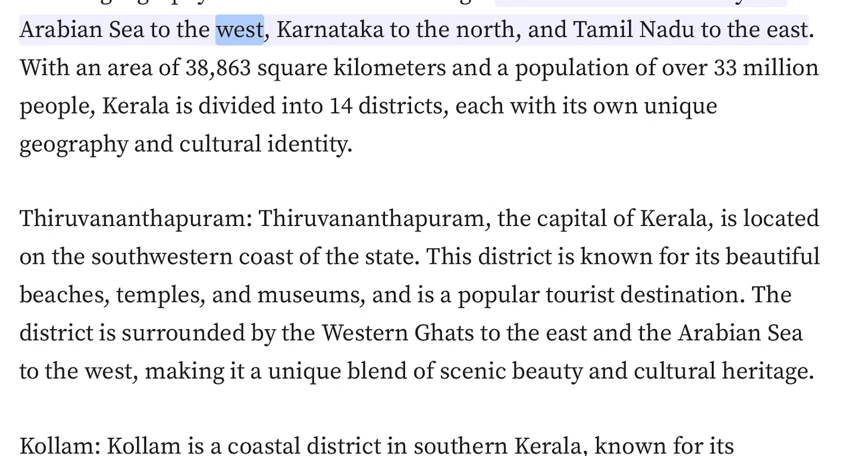 Arabian Sea to the west, Karnataka to the north, and Tamil Nadu to the east.
With an area of 38,863 square kilometers and a population of over 33 million
people, Kerala is divided into 14 districts, each with its own unique
geography and cultural identity.
Thiruvananthapuram: Thiruvananthapuram, the capital of Kerala, is located
on the southwestern coast of the state. This district is known for its beautiful
beaches, temples, and museums, and is a popular tourist destination. The
district is surrounded by the Western Ghats to the east and the Arabian Sea
to the west, making it a unique blend of scenic beauty and cultural heritage.
Kollam: Kollam is a coastal district in southern Kerala, known for its